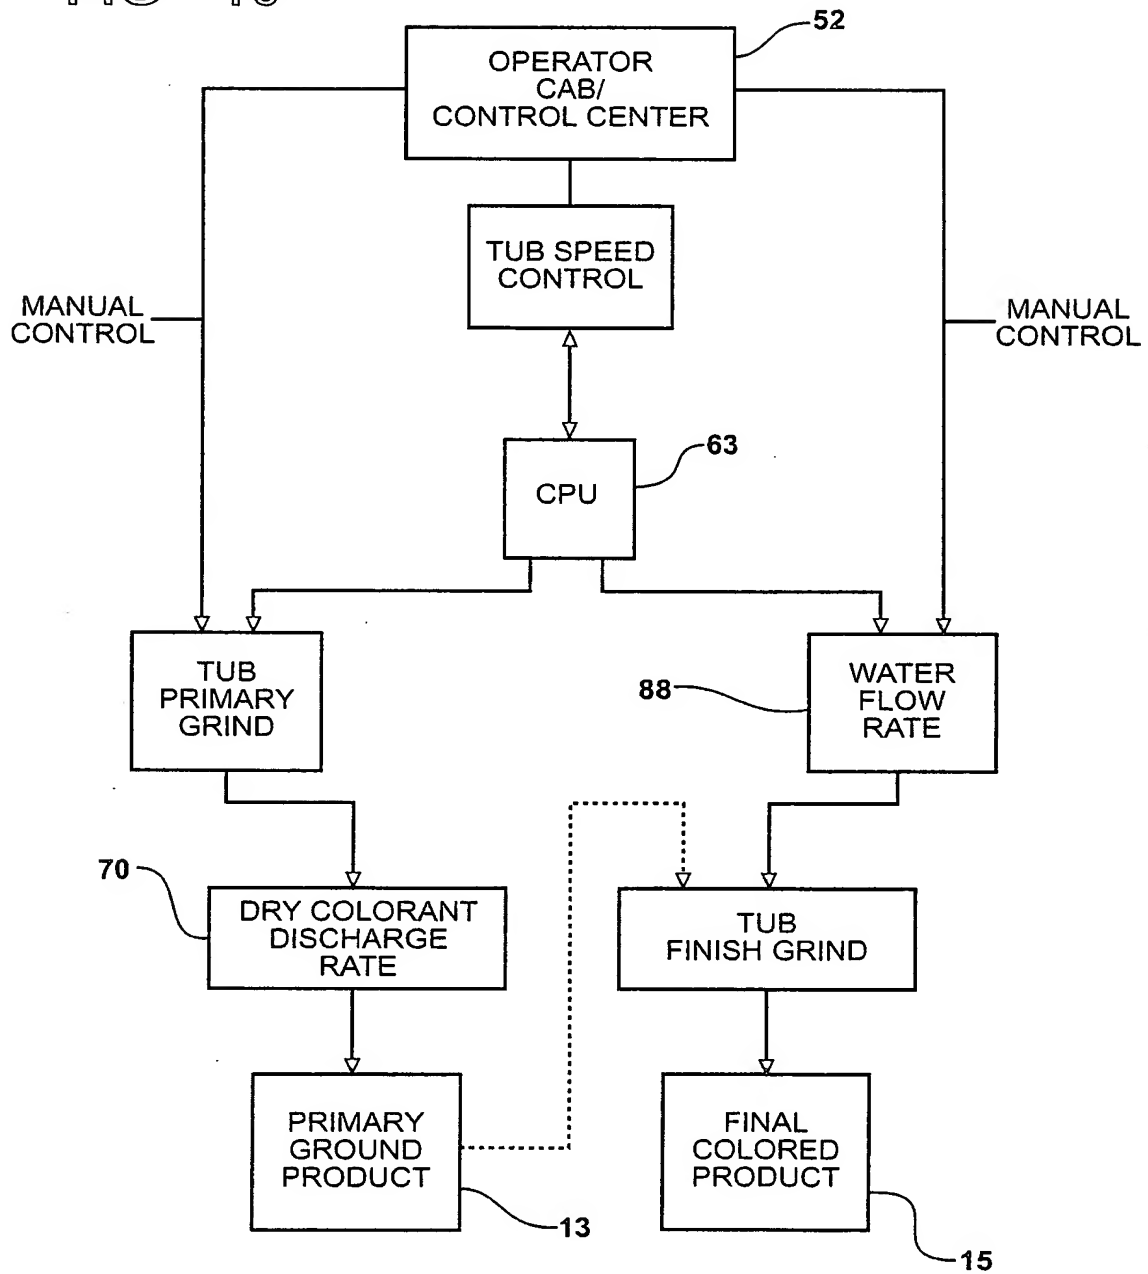 52
OPERATOR
CAB/
CONTROL CENTER
TUB SPEED
CONTROL
MANUAL
CONTROL
MANUAL
CONTROL
63
CPU
TUB
PRIMARY
GRIND
88
WATER
FLOW
RATE
70
DRY COLORANT
DISCHARGE
RATE
TUB
FINISH GRIND
PRIMARY
GROUND
PRODUCT
FINAL
COLORED
PRODUCT
13
15